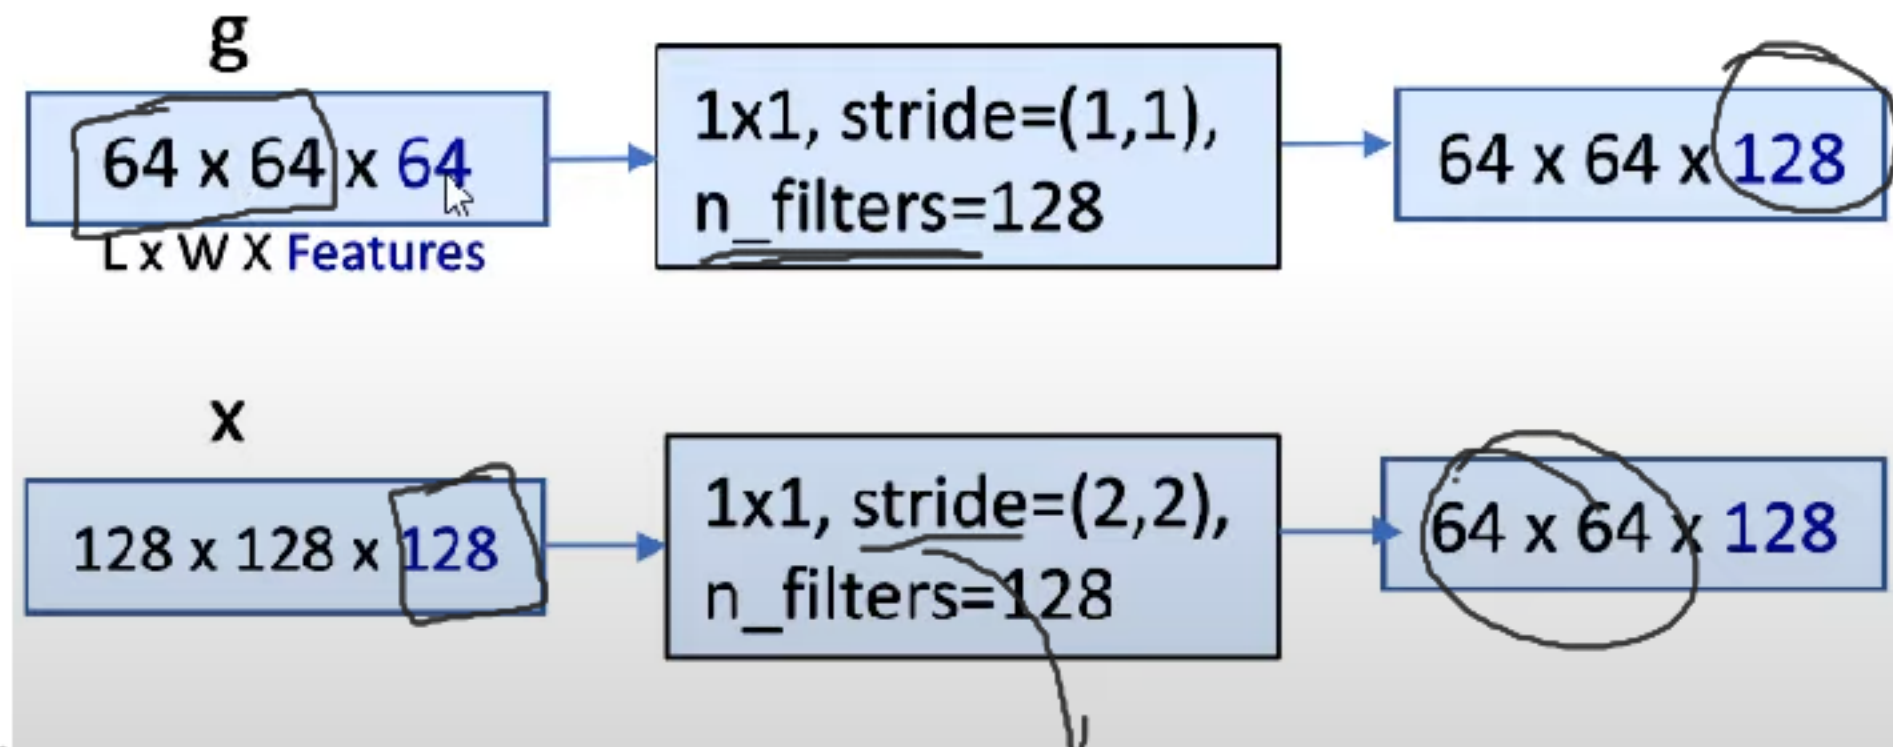 g
64 x 64 x 64
L x W X Features
1x1, stride=(1,1),
n_filters=128
64 x 64 x 128
x
128 x 128 x 128
1x1, stride=(2,2),
n_filters=128
64 x 64 x 128